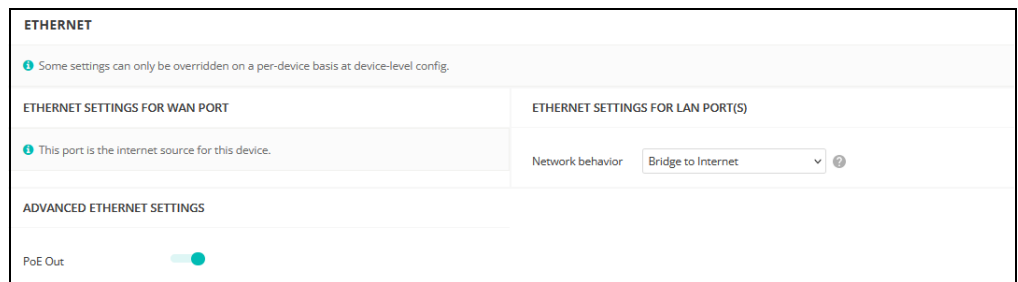 ETHERNET
Some settings can only be overridden on a per-device basis at device-level config.
ETHERNET SETTINGS FOR WAN PORT
This port is the internet source for this device.
ETHERNET SETTINGS FOR LAN PORT(S)
Network behavior Bridge to Internet
ADVANCED ETHERNET SETTINGS
PoE Out